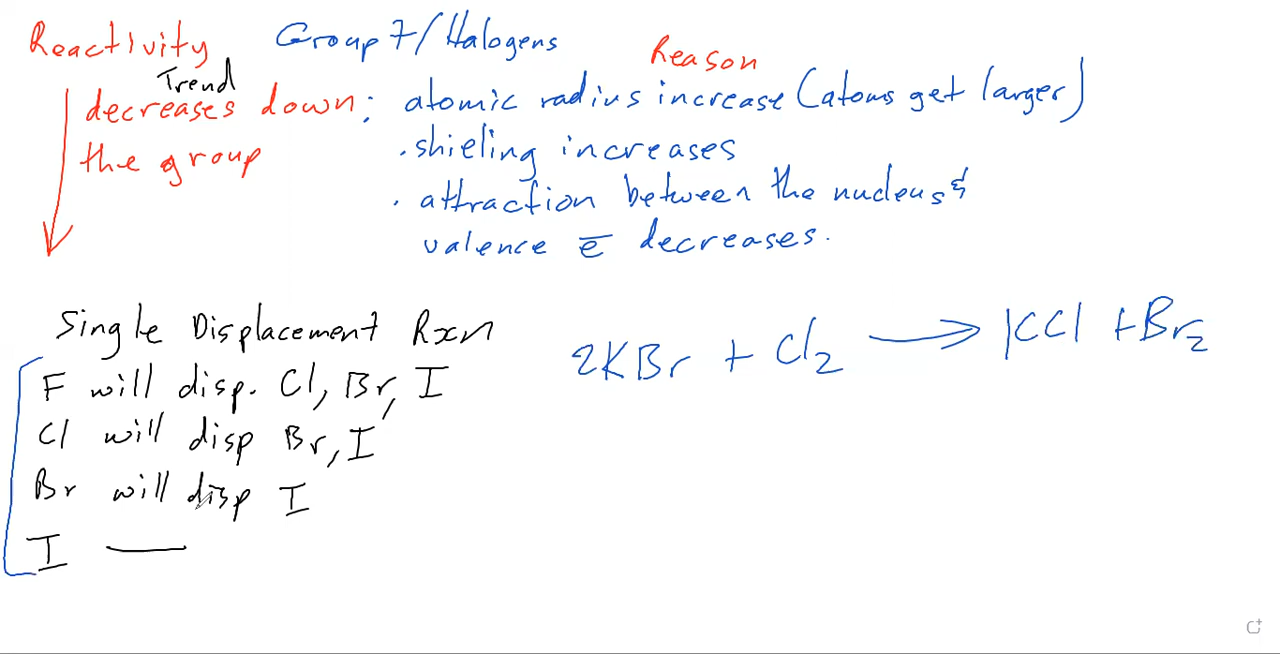 Reactivity Group 7/Halogens
Trend Reason
decreases down; atomic radius increase (atoms get larger)
the group . shieling increases
. attraction between the nucleus &
valence e̅ decreases.
Single Displacement Rxn
2KBr + Cl₂ ⟶ KCl + Br₂
F will disp. Cl, Br, I
Cl will disp Br, I
Br will disp I
I —